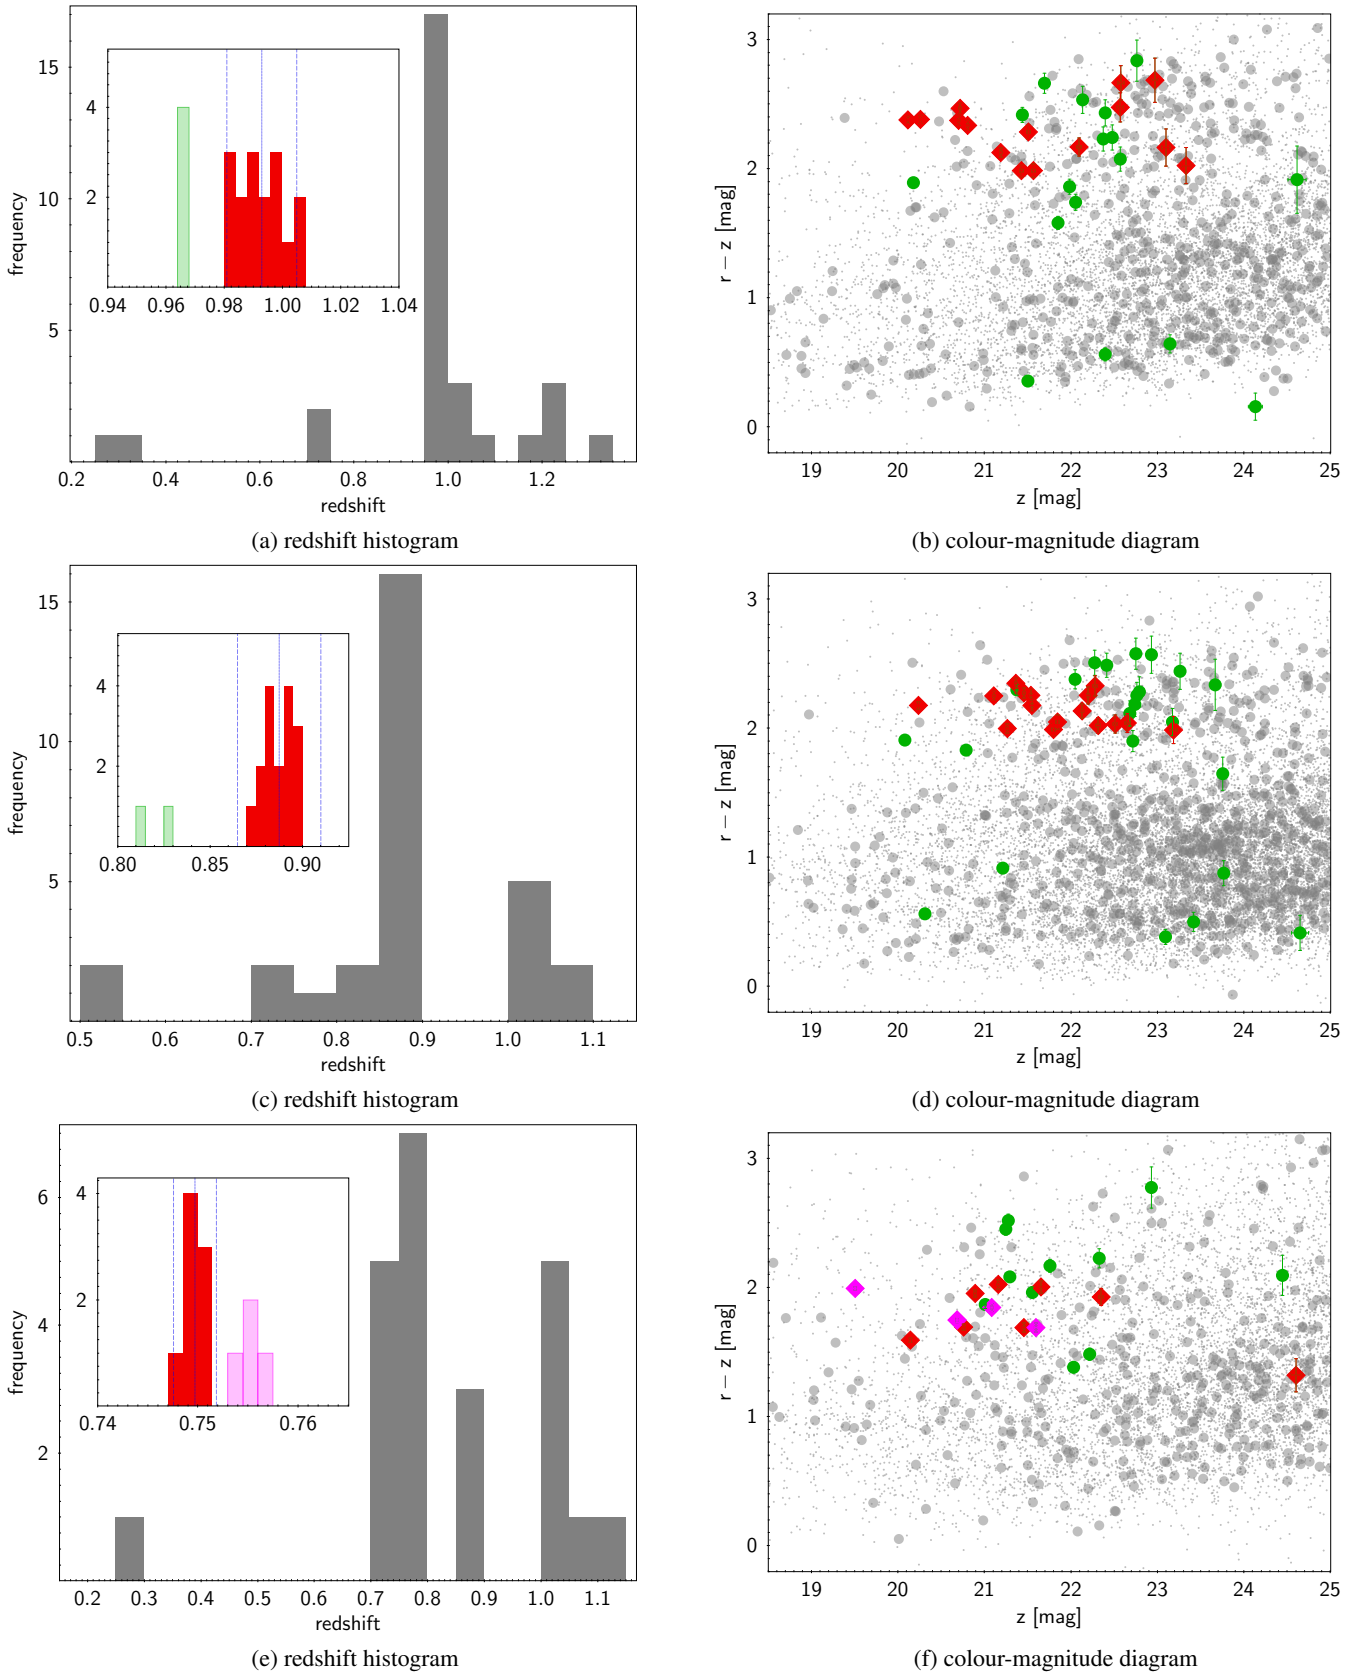 15
10
5
frequency
4
2
0.94 0.96 0.98 1.00 1.02 1.04
0.2 0.4 0.6 0.8 1.0 1.2
redshift
(a) redshift histogram
3
2
1
0
r − z [mag]
19 20 21 22 23 24 25
z [mag]
(b) colour-magnitude diagram
15
10
5
frequency
4
2
0.80 0.85 0.90
0.5 0.6 0.7 0.8 0.9 1.0 1.1
redshift
(c) redshift histogram
3
2
1
0
r − z [mag]
19 20 21 22 23 24 25
z [mag]
(d) colour-magnitude diagram
6
4
2
frequency
4
2
0.74 0.75 0.76
0.2 0.3 0.4 0.5 0.6 0.7 0.8 0.9 1.0 1.1
redshift
(e) redshift histogram
3
2
1
0
r − z [mag]
19 20 21 22 23 24 25
z [mag]
(f) colour-magnitude diagram